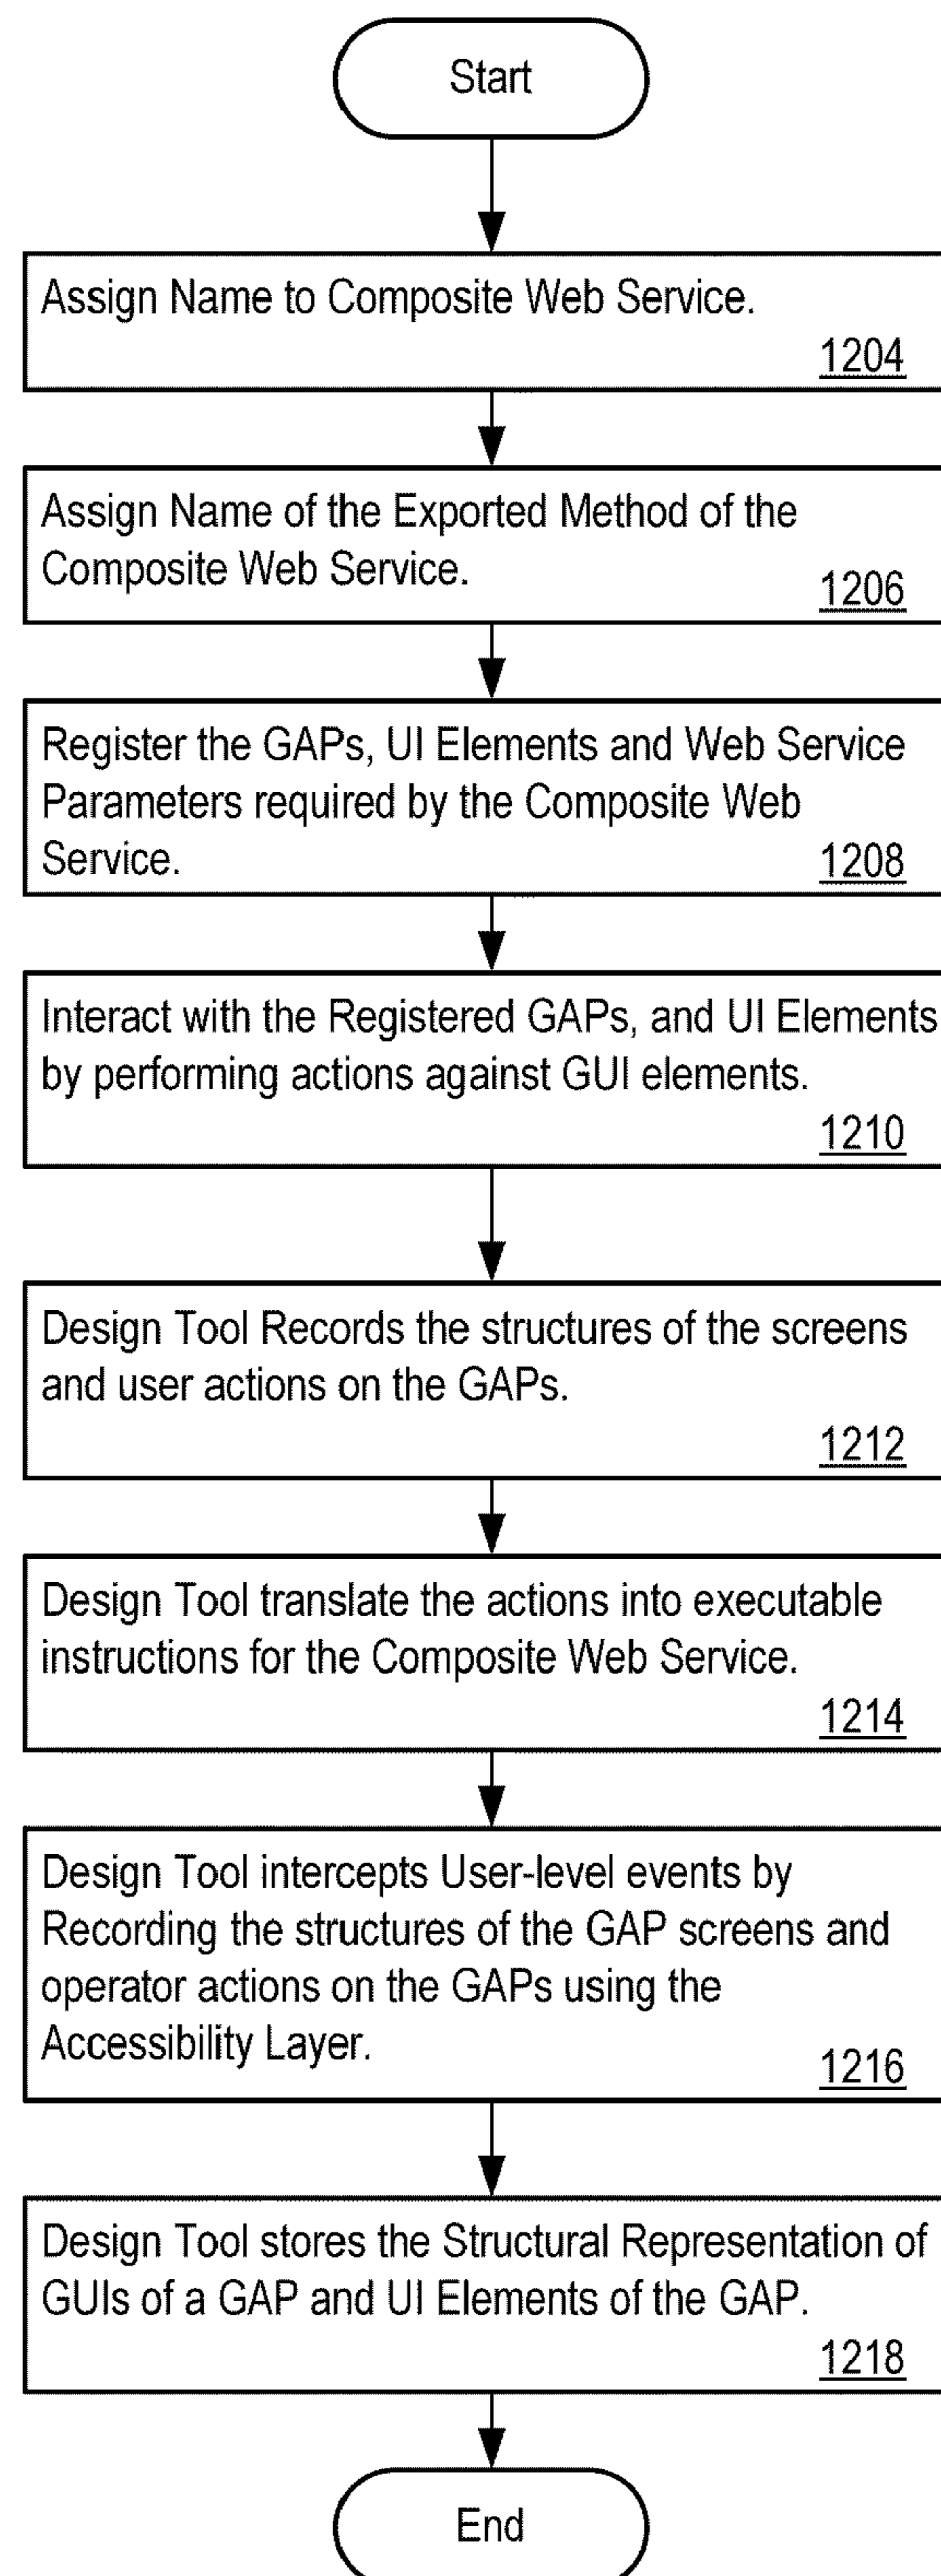 Start
Assign Name to Composite Web Service.
1204
Assign Name of the Exported Method of the
Composite Web Service.
1206
Register the GAPs, UI Elements and Web Service
Parameters required by the Composite Web
Service.
1208
Interact with the Registered GAPs, and UI Elements
by performing actions against GUI elements.
1210
Design Tool Records the structures of the screens
and user actions on the GAPs.
1212
Design Tool translate the actions into executable
instructions for the Composite Web Service.
1214
Design Tool intercepts User-level events by
Recording the structures of the GAP screens and
operator actions on the GAPs using the
Accessibility Layer.
1216
Design Tool stores the Structural Representation of
GUIs of a GAP and UI Elements of the GAP.
1218
End